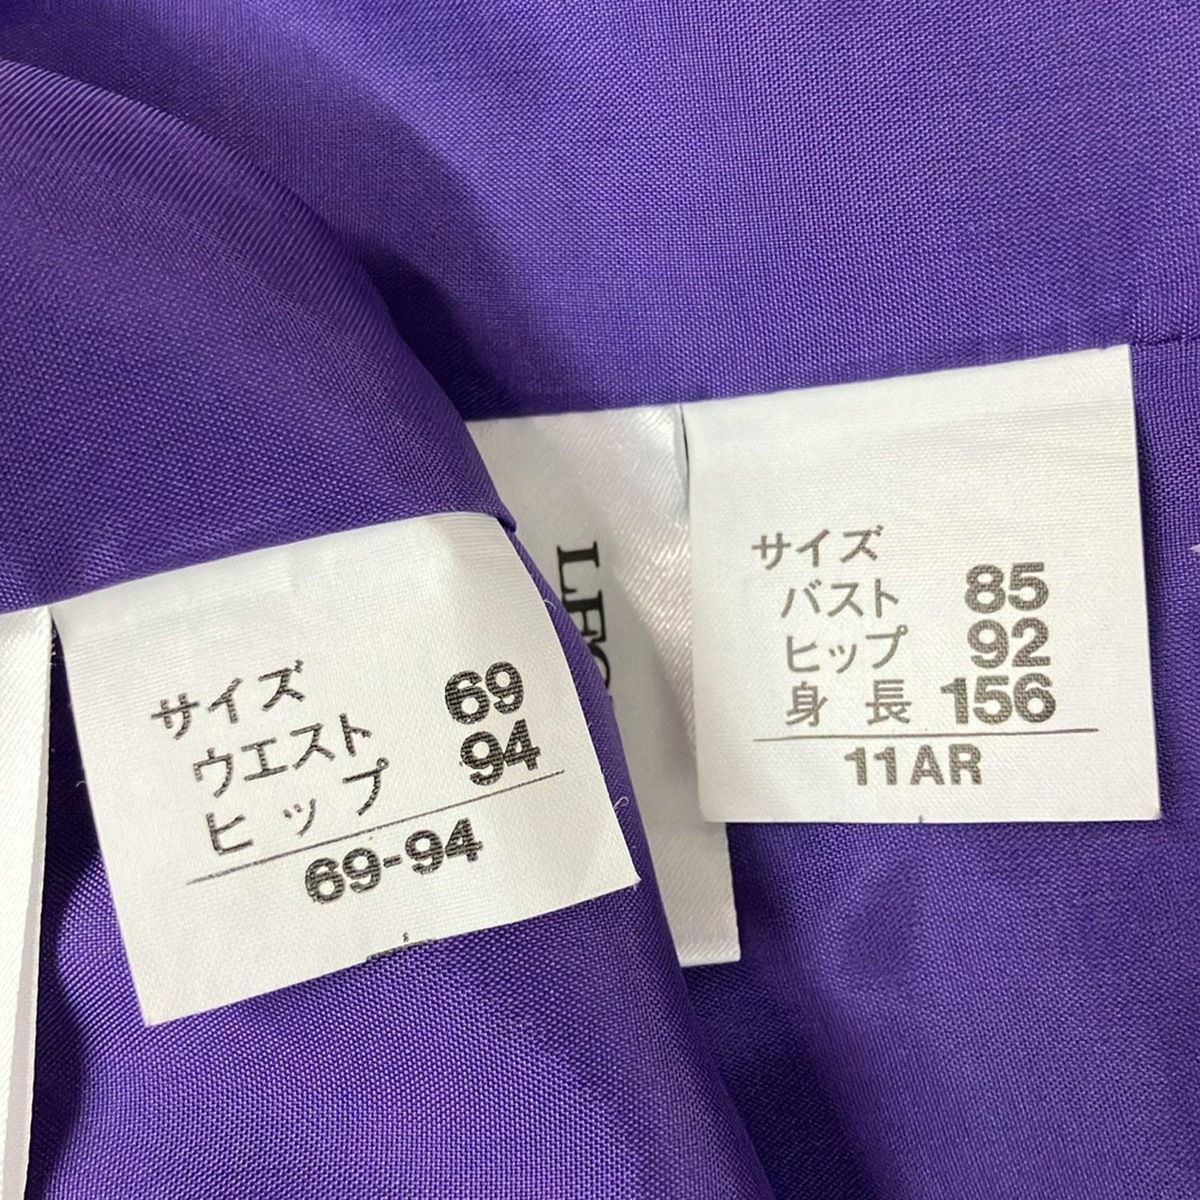 サイズ
ウエスト 69
ヒップ 94
69-94
サイズ
バスト 85
ヒップ 92
身長 156
11AR